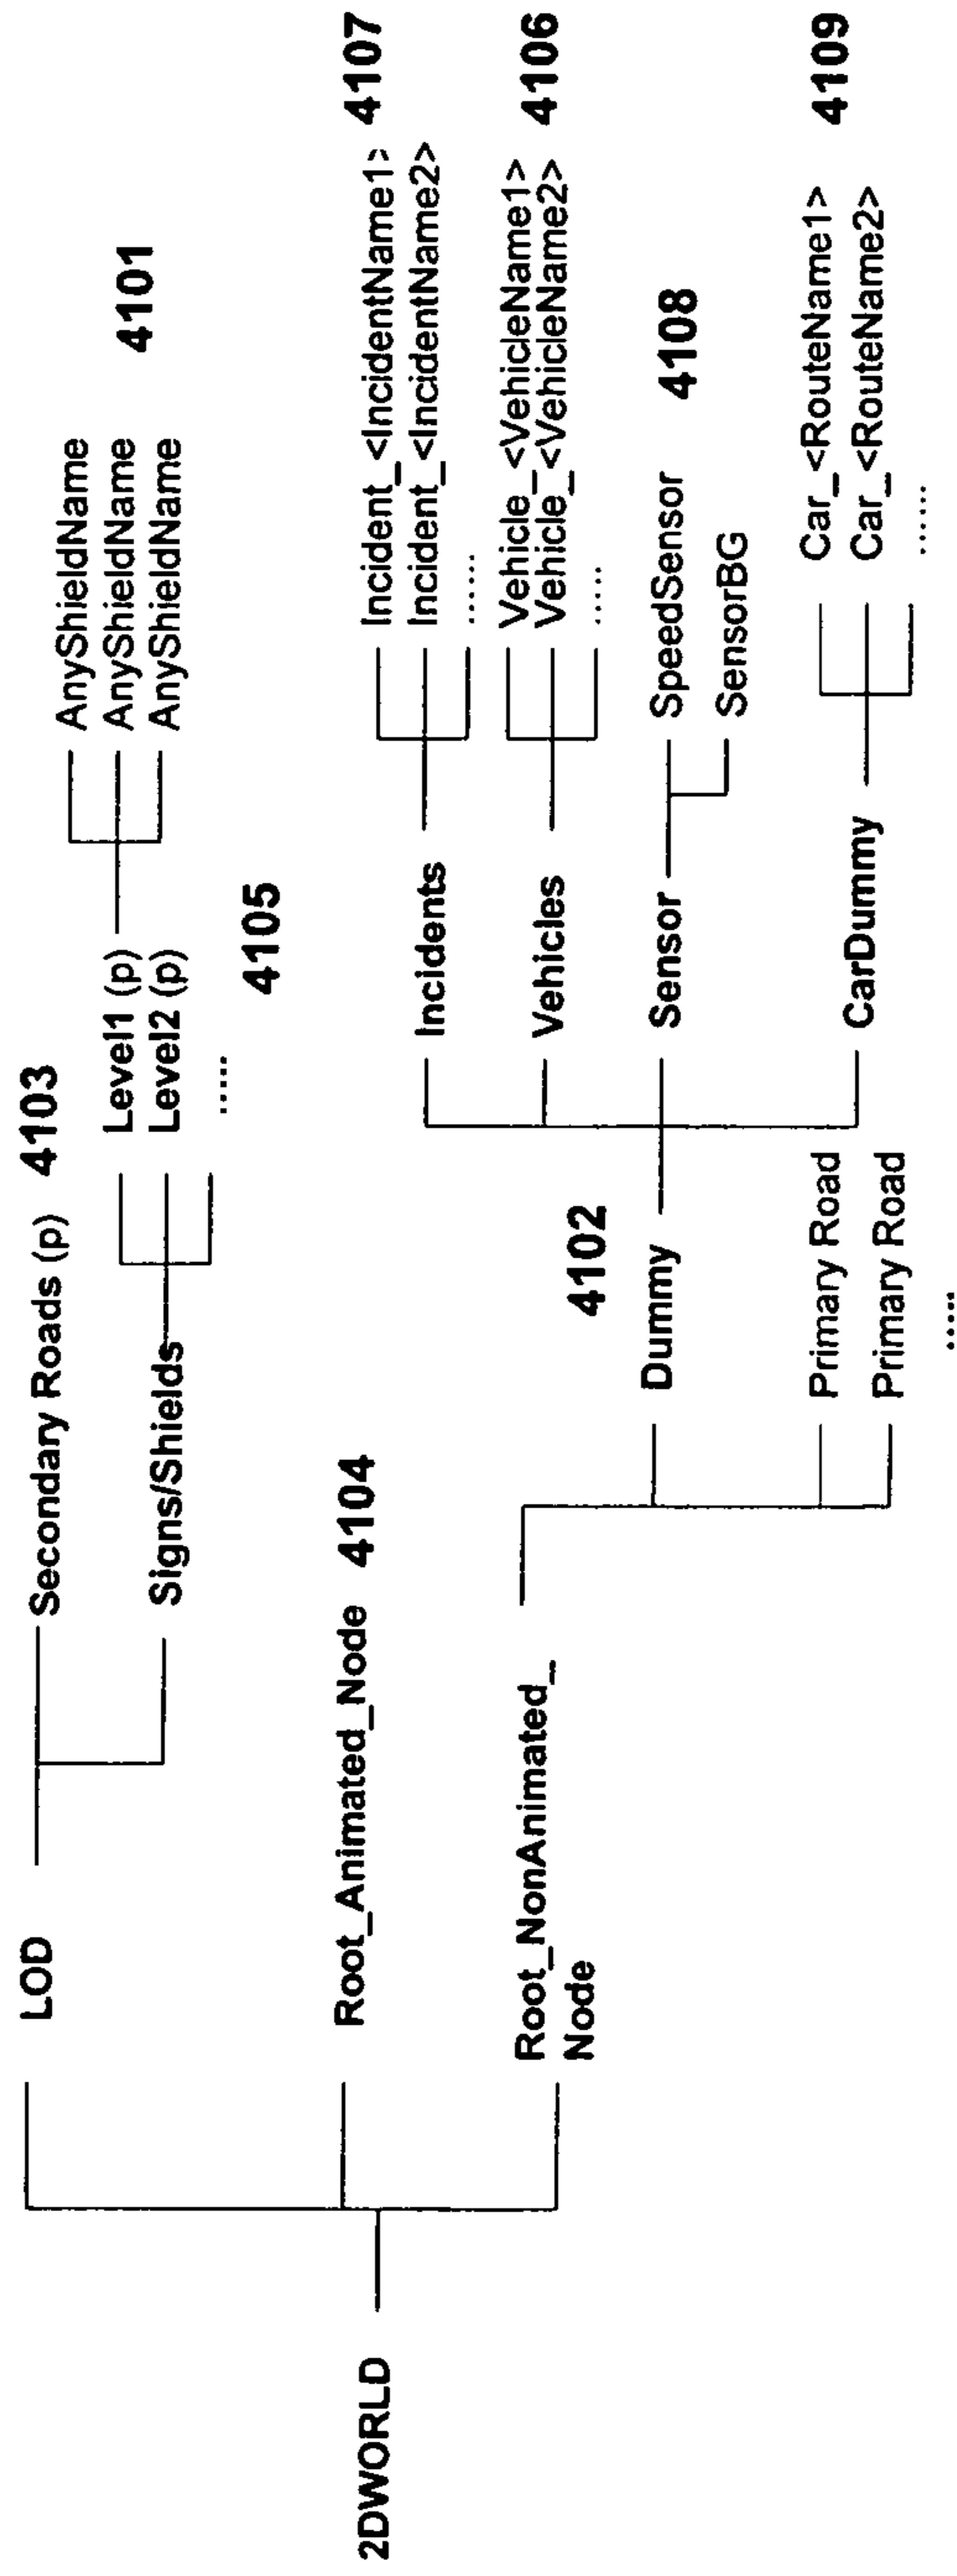 2DWORLD
LOD
Secondary Roads (p) 4103
Signs/Shields
Level1 (p)
Level2 (p)
.....
4105
AnyShieldName
AnyShieldName
AnyShieldName
4101
Root_Animated_Node 4104
Root_NonAnimated_
Node
Dummy
4102
Primary Road
Primary Road
.....
Incidents
Incident_<IncidentName1>
Incident_<IncidentName2>
......
4107
Vehicles
Vehicle_<VehicleName1>
Vehicle_<VehicleName2>
.....
4106
Sensor
SpeedSensor
SensorBG
4108
CarDummy
Car_<RouteName1>
Car_<RouteName2>
......
4109